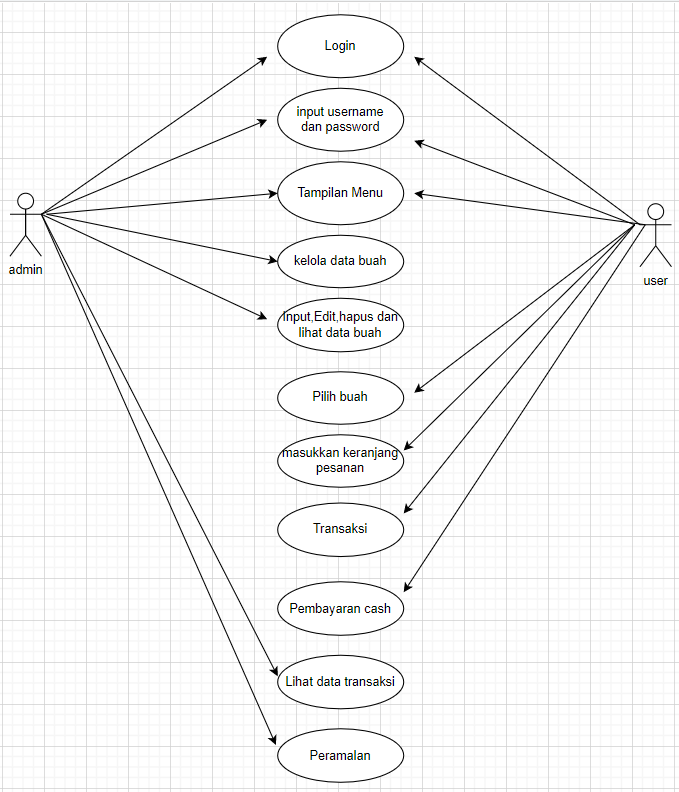 Login
input username
dan password
Tampilan Menu
admin
user
kelola data buah
Input,Edit,hapus dan
lihat data buah
Pilih buah
masukkan keranjang
pesanan
Transaksi
Pembayaran cash
Lihat data transaksi
Peramalan